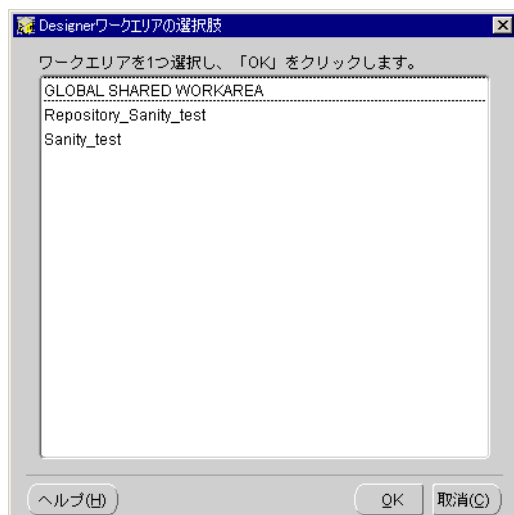 Designerワークエリアの選択肢
ワークエリアを1つ選択し、「OK」をクリックします。
GLOBAL SHARED WORKAREA
Repository_Sanity_test
Sanity_test
ヘルプ(H) OK 取消(C)